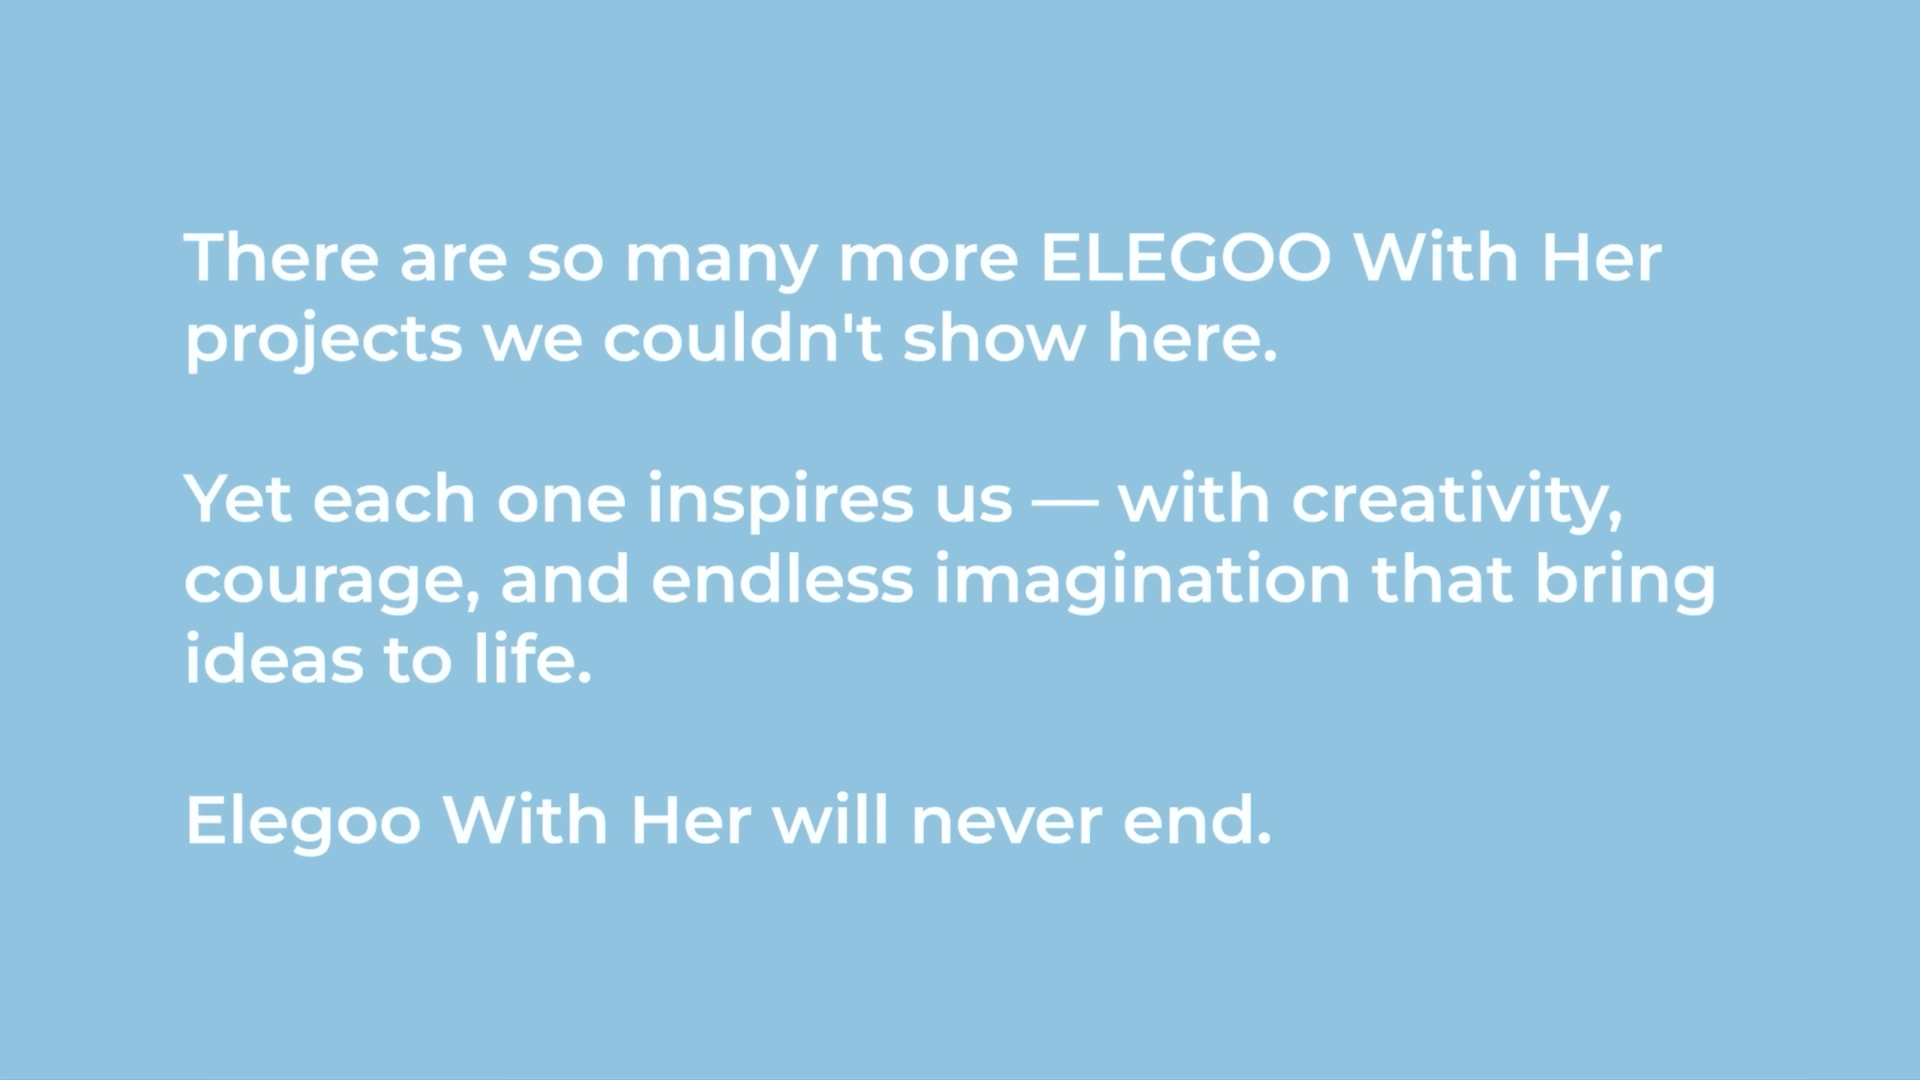 There are so many more ELEGOO With Her
projects we couldn't show here.
Yet each one inspires us — with creativity,
courage, and endless imagination that bring
ideas to life.
Elegoo With Her will never end.